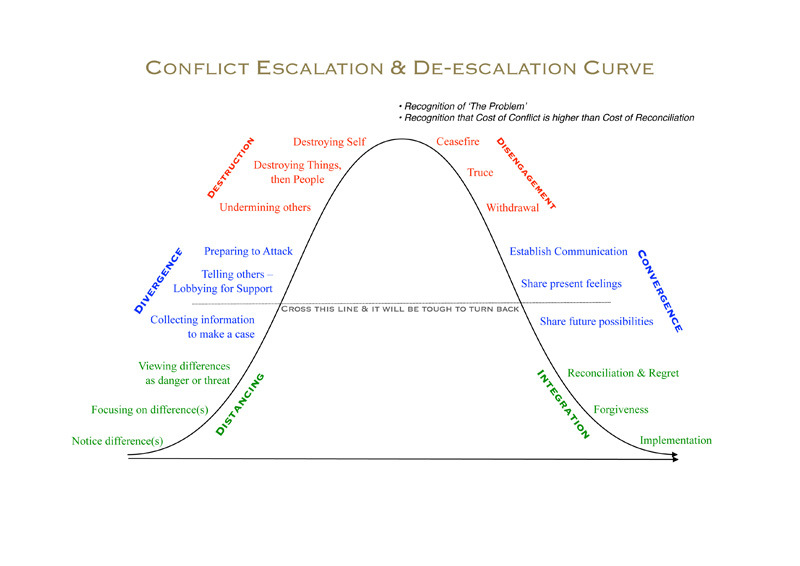 CONFLICT ESCALATION & DE-ESCALATION CURVE
• Recognition of 'The Problem'
• Recognition that Cost of Conflict is higher than Cost of Reconciliation
DESTRUCTION
Destroying Self
Destroying Things,
then People
Undermining others
DIVERGENCE
Preparing to Attack
Telling others –
Lobbying for Support
CROSS THIS LINE & IT WILL BE TOUGH TO TURN BACK
Collecting information
to make a case
DISTANCING
Viewing differences
as danger or threat
Focusing on difference(s)
Notice difference(s)
Ceasefire
DISENGAGEMENT
Truce
Withdrawal
Establish Communication
CONVERGENCE
Share present feelings
Share future possibilities
INTEGRATION
Reconciliation & Regret
Forgiveness
Implementation